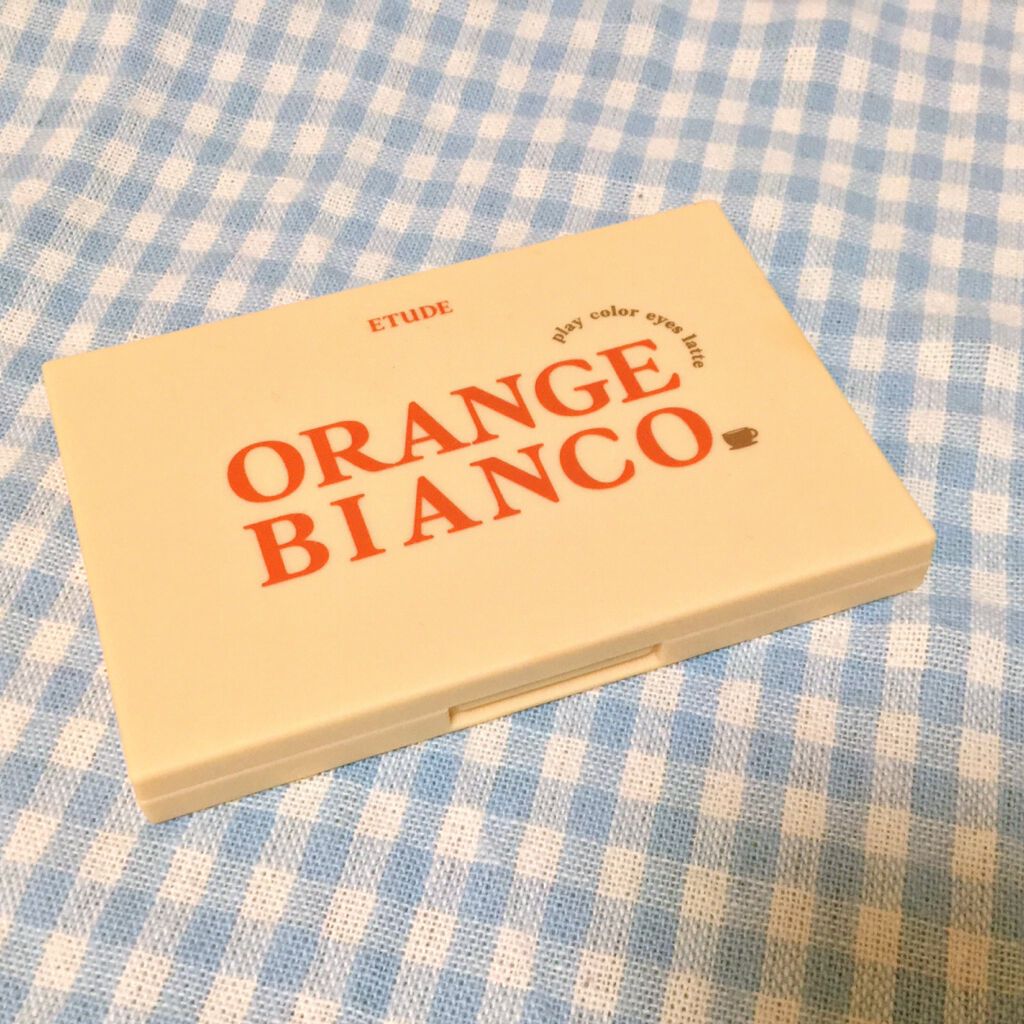 ETUDE
play color eyes latte
ORANGE
BIANCO